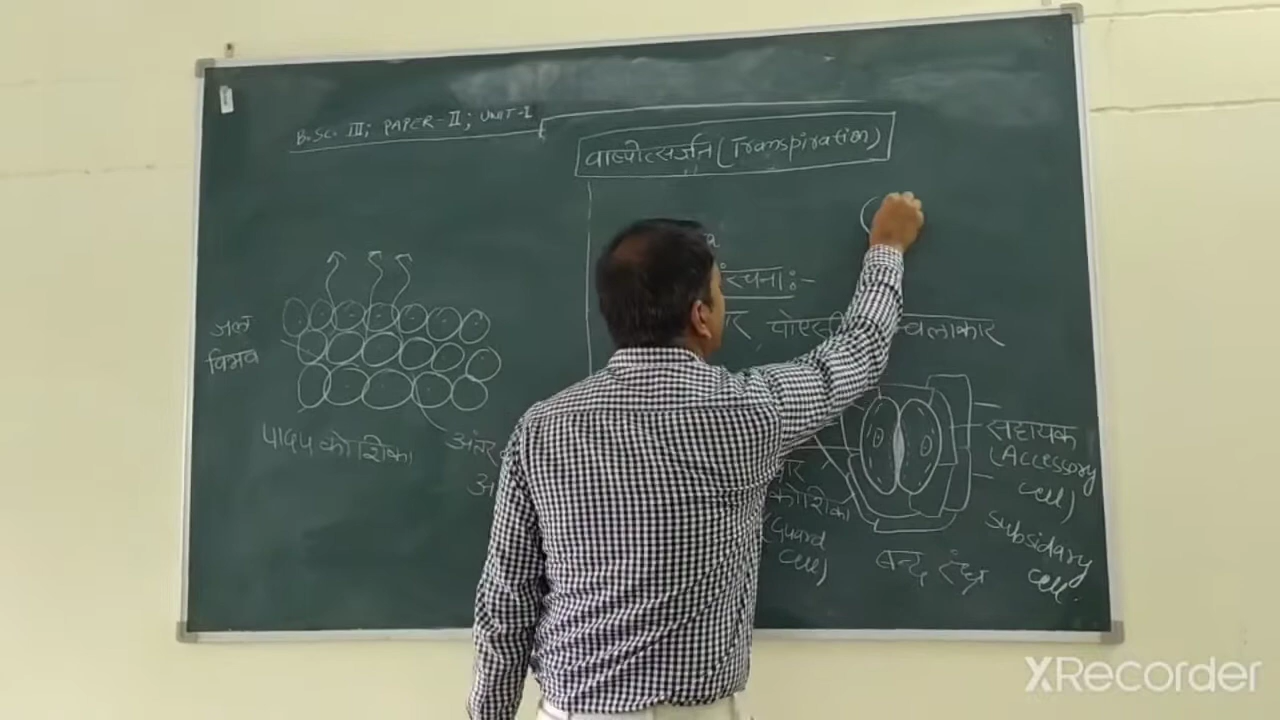 B.Sc. III; PAPER-II; UNIT-I
वाष्पोत्सर्जन (Transpiration)
संरचना:-
वलाकार
जल
विभव
पादप कोशिका
अंतर
सहायक
(Accessory
cell)
Subsidary
cell.
कोशिका
(Guard
cell)
बन्द रंध्र
XRecorder